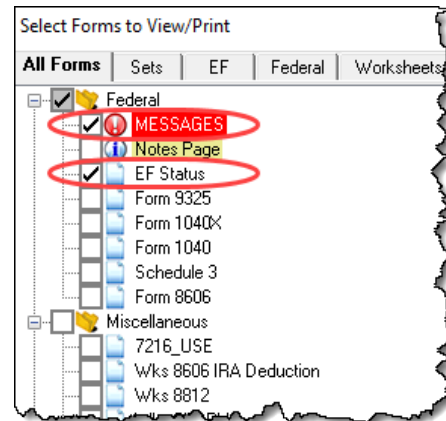 Select Forms to View/Print
All Forms Sets EF Federal Worksheets
Federal
MESSAGES
Notes Page
EF Status
Form 9325
Form 1040X
Form 1040
Schedule 3
Form 8606
Miscellaneous
7216_USE
Wks 8606 IRA Deduction
Wks 8812